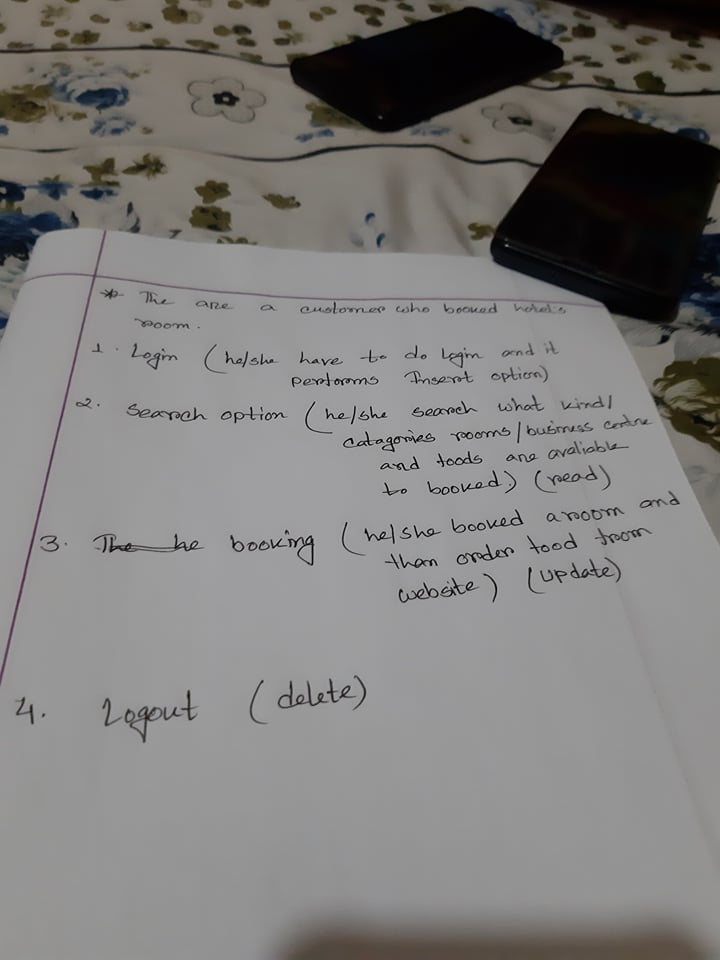 * The are a customer who booked hotel's
room.
1. Login (he/she have to do login and it
performs Insert option)
2. search option (he/she search what kind/
catagories rooms/business centre
and foods are avaliable
to booked) (read)
3. The he booking (he/she booked a room and
than order food from
website) (update)
4. Logout (delete)